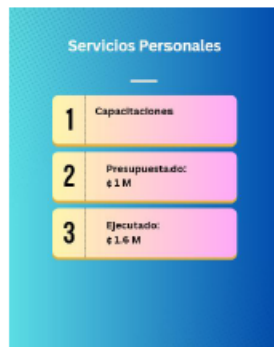 Servicios Personales
1
Capacitaciones
2
Presupuestado:
¢ 1 M
3
Ejecutado:
¢ 1.6 M